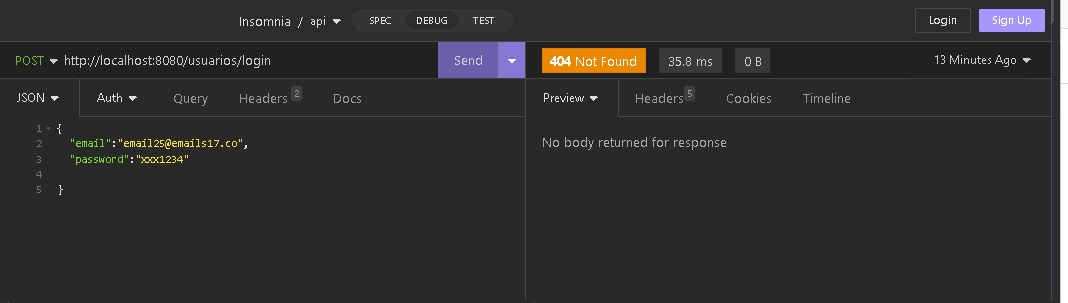 Insomnia / api SPEC DEBUG TEST Login Sign Up
POST http://localhost:8080/usuarios/login Send 404 Not Found 35.8 ms 0 B 13 Minutes Ago
JSON Auth Query Headers 2 Docs Preview Headers 5 Cookies Timeline
1 {
2 "email":"email25@emails17.co",
3 "password":"xxx1234"
4
5 }
No body returned for response